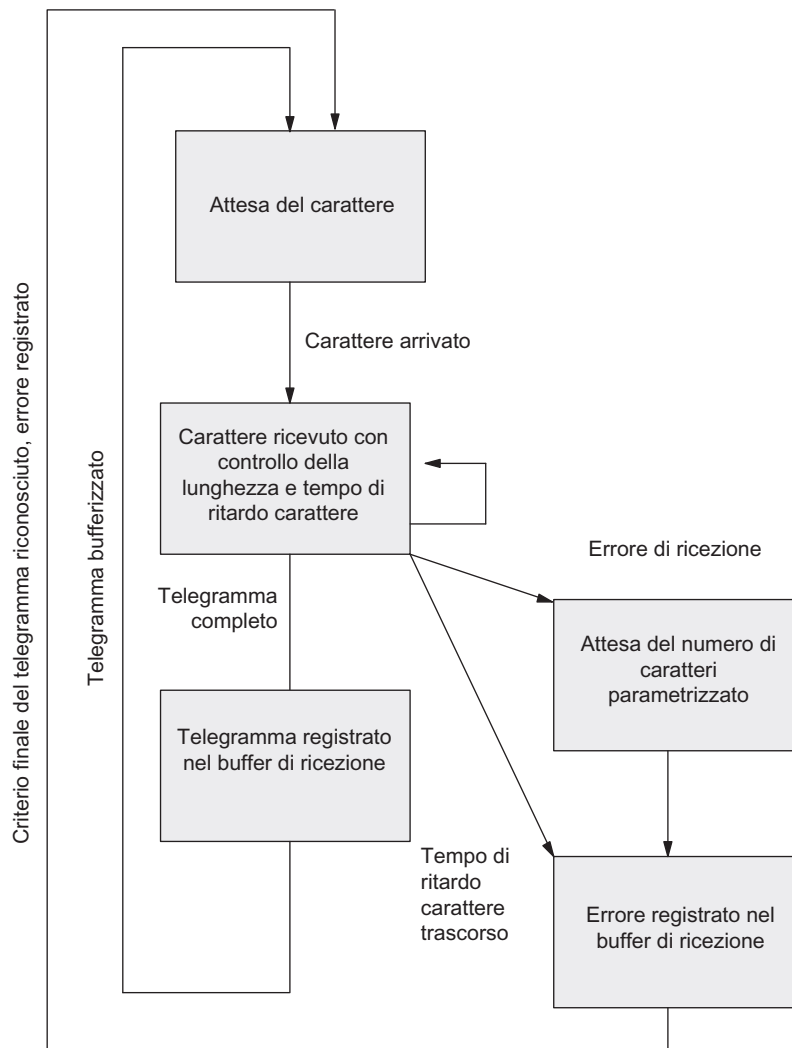 Attesa del carattere
Carattere arrivato
Carattere ricevuto con
controllo della
lunghezza e tempo di
ritardo carattere
Errore di ricezione
Telegramma
completo
Attesa del numero di
caratteri
parametrizzato
Telegramma registrato
nel buffer di ricezione
Tempo di
ritardo
carattere
trascorso
Errore registrato nel
buffer di ricezione
Telegramma bufferizzato
Criterio finale del telegramma riconosciuto, errore registrato